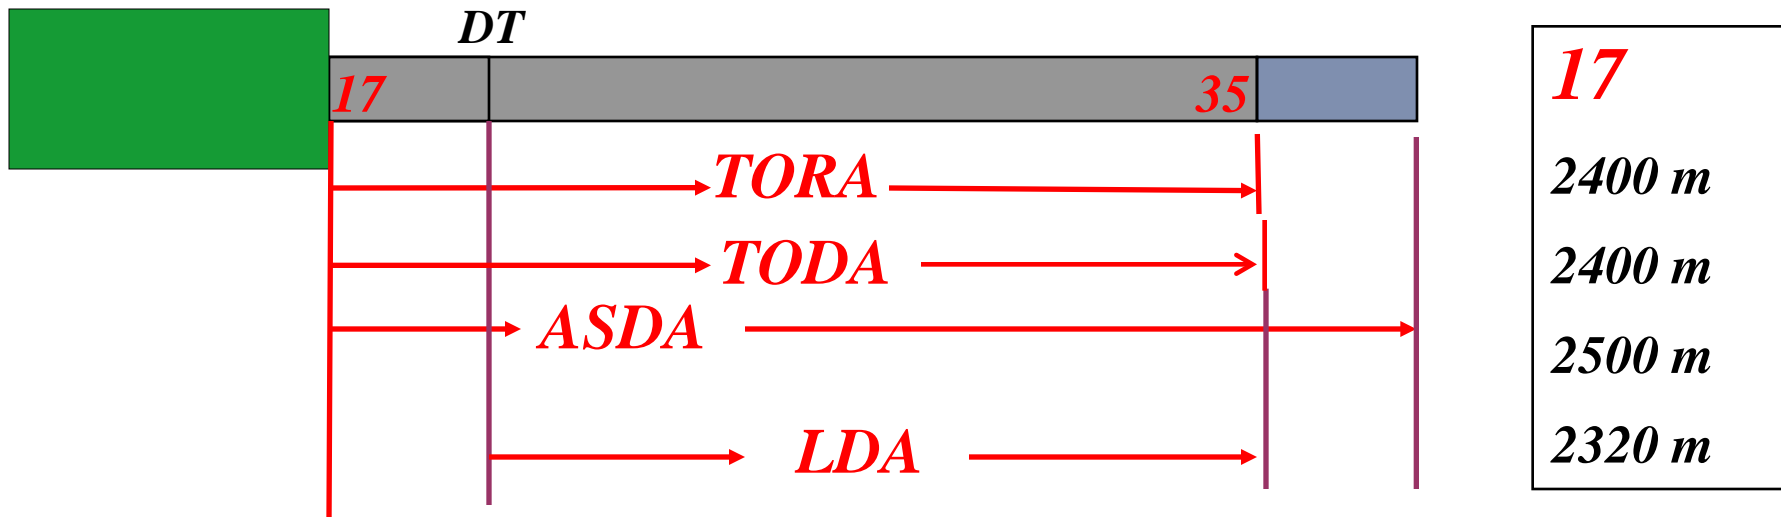 DT
17 35
TORA
TODA
ASDA
LDA
17
2400 m
2400 m
2500 m
2320 m